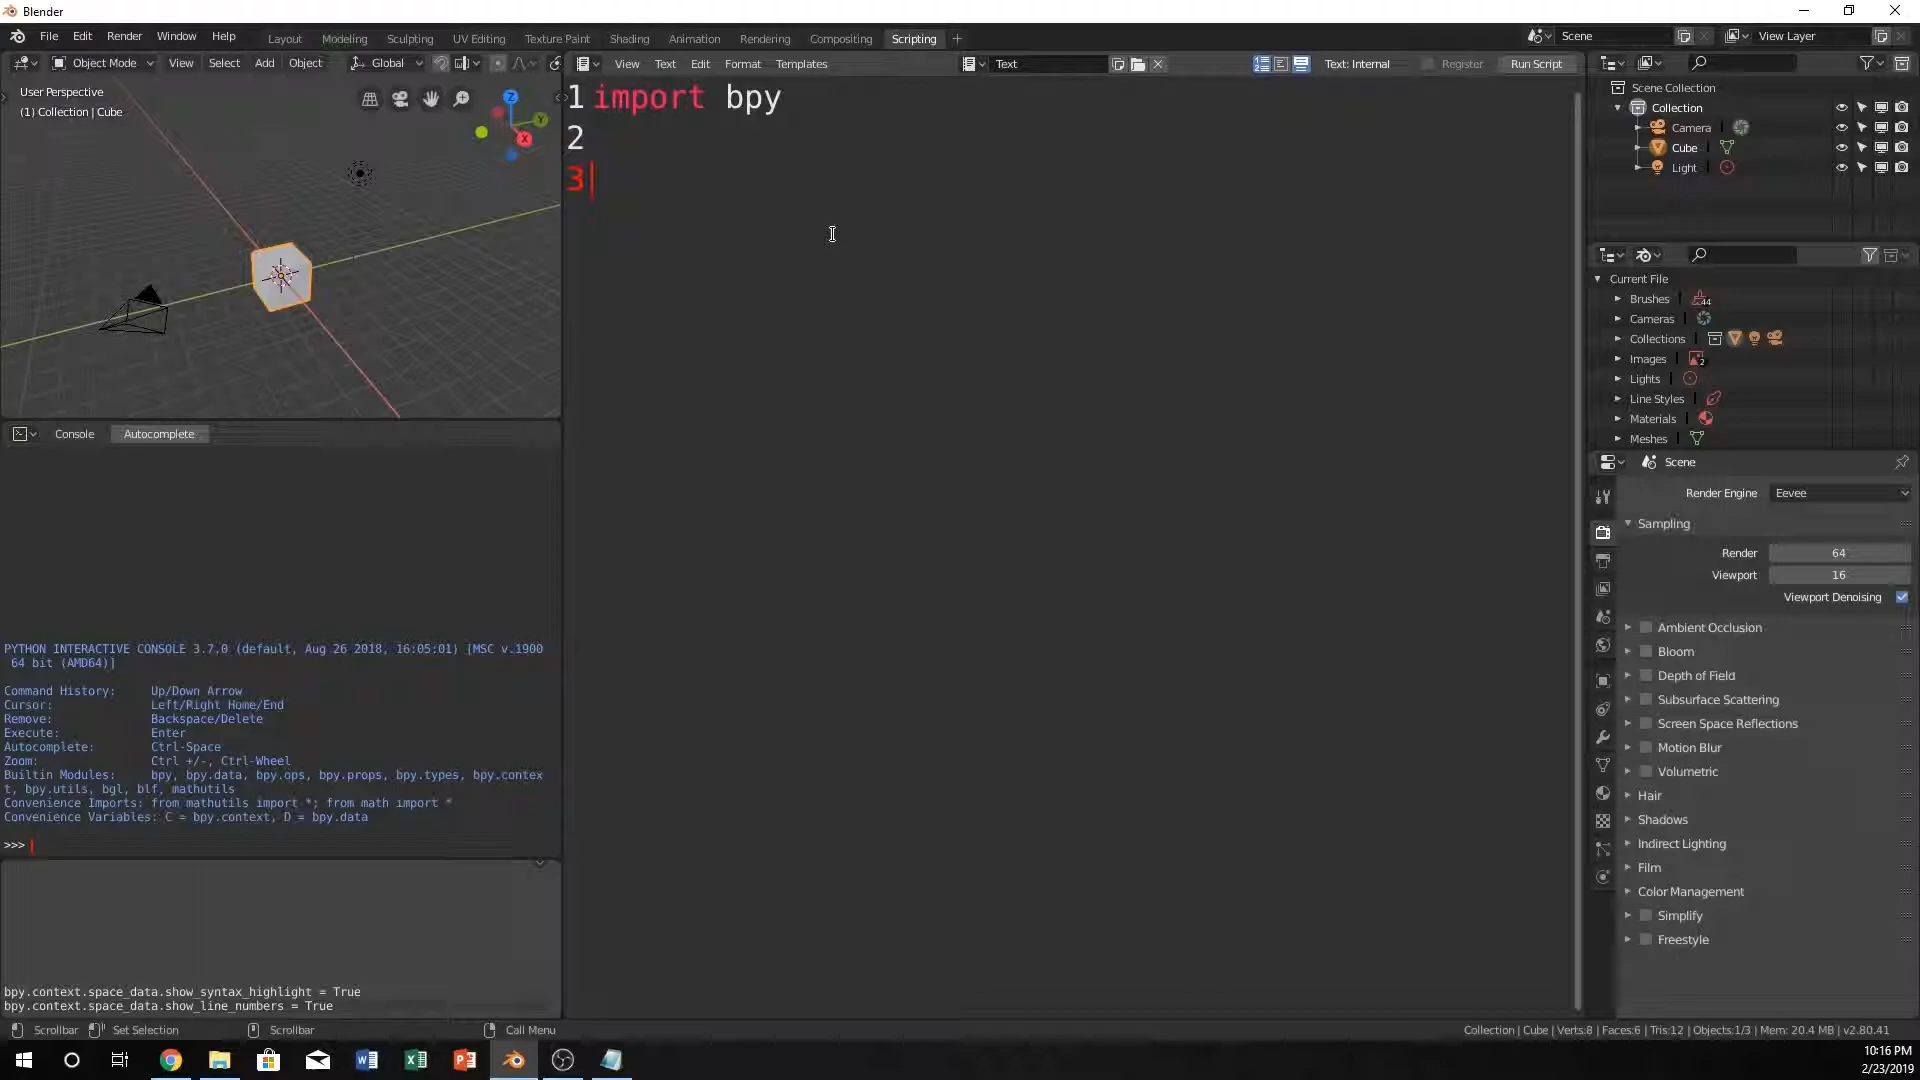 Blender
File Edit Render Window Help Layout Modeling Sculpting UV Editing Texture Paint Shading Animation Rendering Compositing Scripting + Scene View Layer
Object Mode View Select Add Object Global
View Text Edit Format Templates Text Text: Internal Register Run Script
User Perspective
(1) Collection | Cube
Z
Y
X
1 import bpy
2
3
Scene Collection
Collection
Camera
Cube
Light
Current File
Brushes 44
Cameras
Collections
Images 2
Lights
Line Styles
Materials
Meshes
Console Autocomplete
PYTHON INTERACTIVE CONSOLE 3.7.0 (default, Aug 26 2018, 16:05:01) [MSC v.1900
64 bit (AMD64)]
Command History: Up/Down Arrow
Cursor: Left/Right Home/End
Remove: Backspace/Delete
Execute: Enter
Autocomplete: Ctrl-Space
Zoom: Ctrl +/-, Ctrl-Wheel
Builtin Modules: bpy, bpy.data, bpy.ops, bpy.props, bpy.types, bpy.contex
t, bpy.utils, bgl, blf, mathutils
Convenience Imports: from mathutils import *; from math import *
Convenience Variables: C = bpy.context, D = bpy.data
>>>
bpy.context.space_data.show_syntax_highlight = True
bpy.context.space_data.show_line_numbers = True
Scene
Render Engine Eevee
Sampling
Render 64
Viewport 16
Viewport Denoising
Ambient Occlusion
Bloom
Depth of Field
Subsurface Scattering
Screen Space Reflections
Motion Blur
Volumetric
Hair
Shadows
Indirect Lighting
Film
Color Management
Simplify
Freestyle
Scrollbar Set Selection Scrollbar Call Menu Collection | Cube | Verts:8 | Faces:6 | Tris:12 | Objects:1/3 | Mem: 20.4 MB | v2.80.41
10:16 PM
2/23/2019